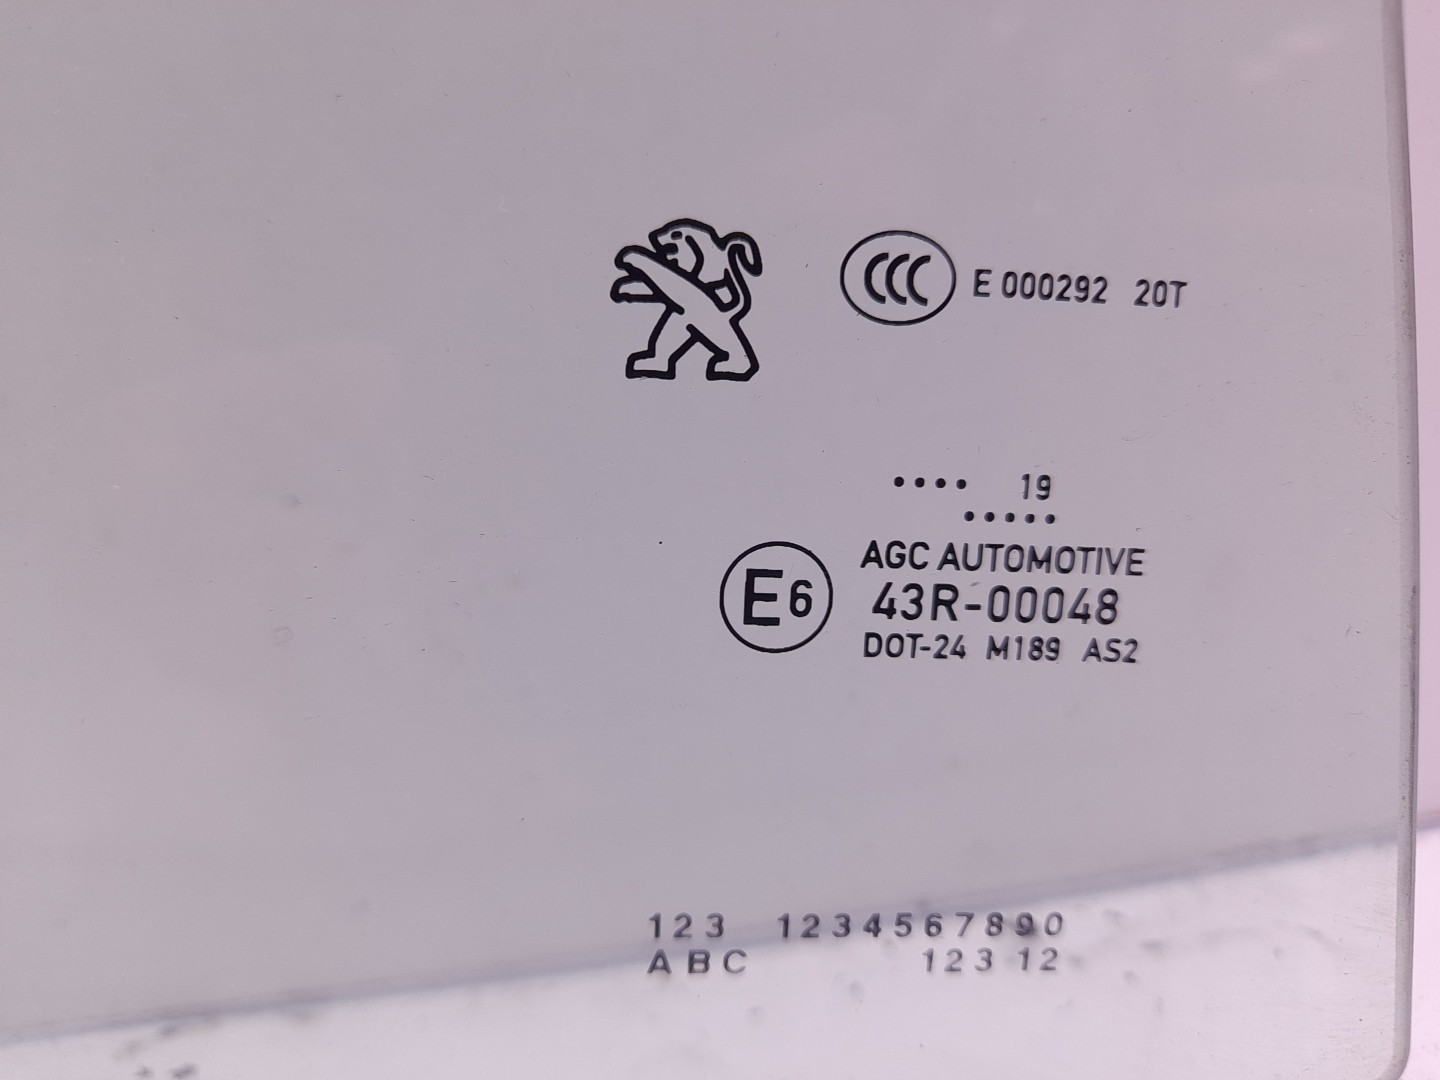 CCC E 000292 20T
•••• 19
•••••
AGC AUTOMOTIVE
E6 43R-00048
DOT-24 M189 AS2
123 1234567890
ABC 123 12